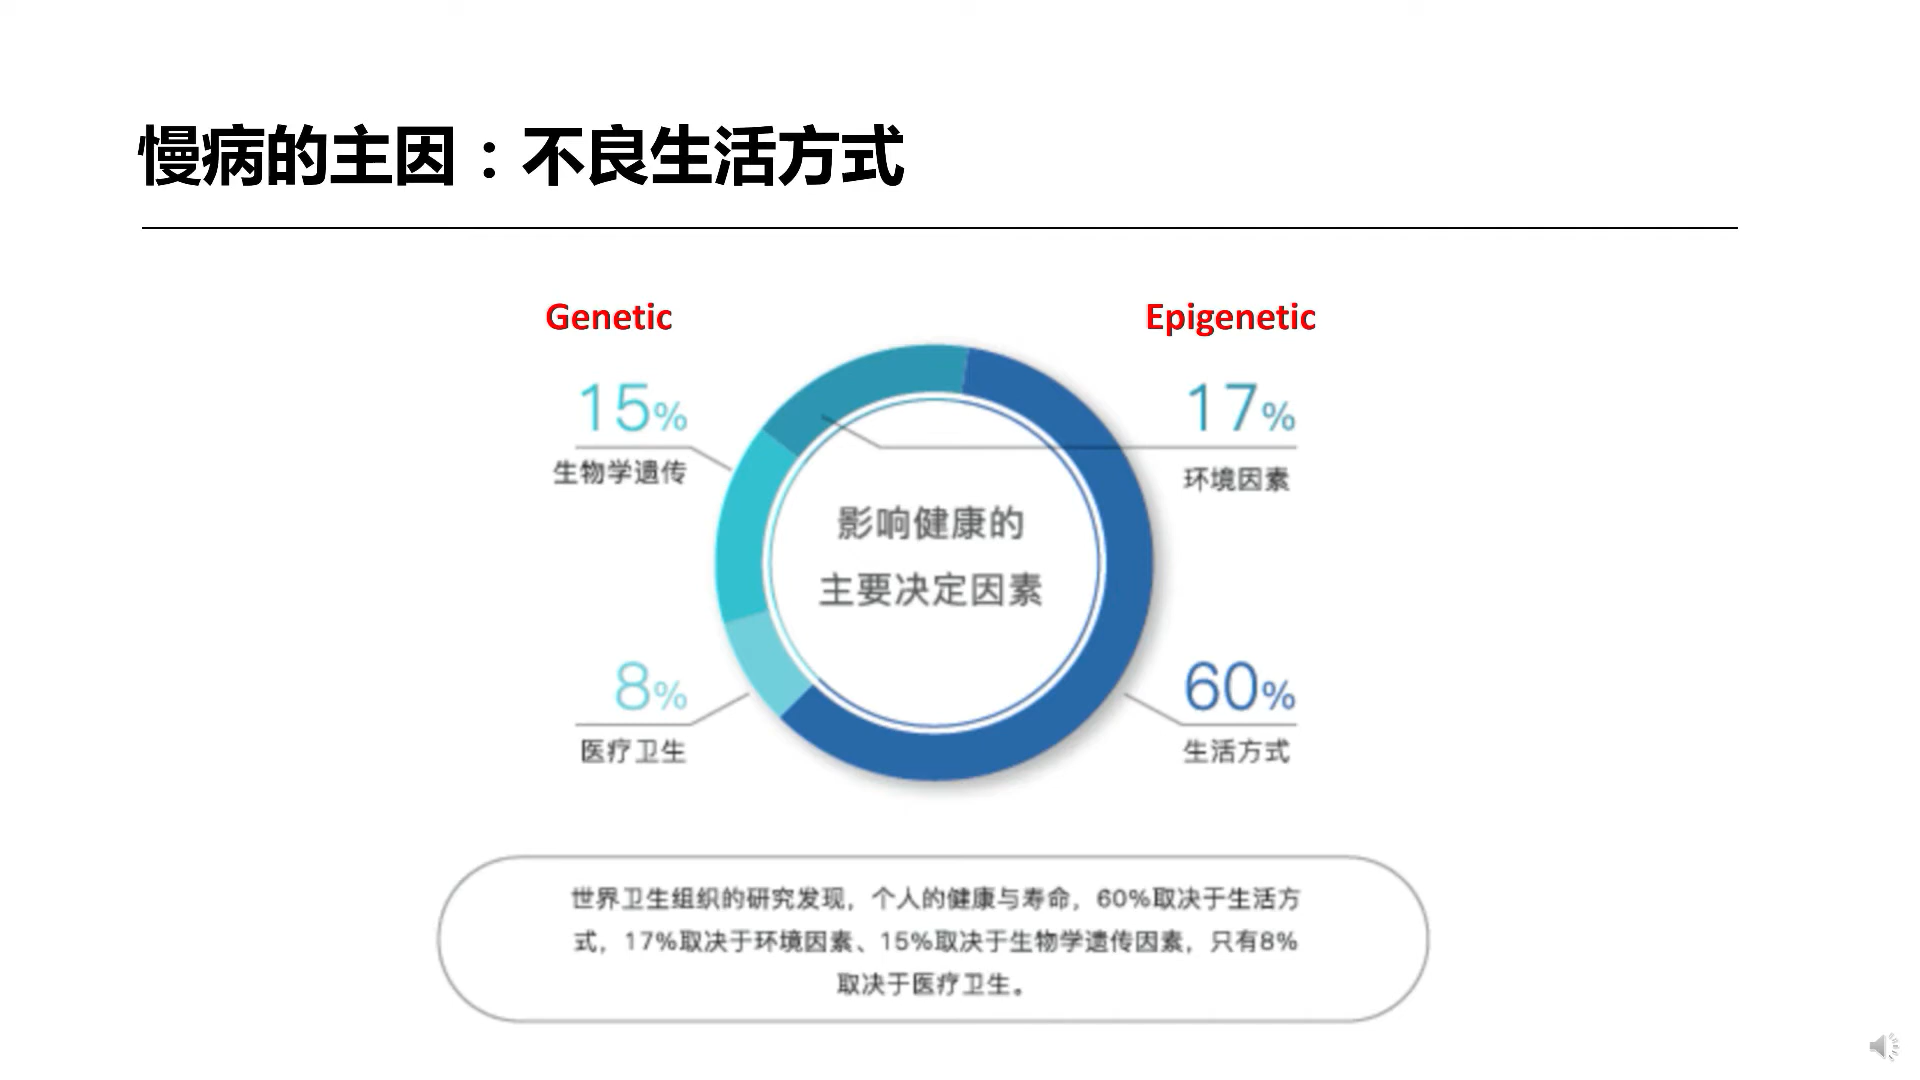 慢病的主因：不良生活方式
Genetic
Epigenetic
15%
生物学遗传
17%
环境因素
影响健康的
主要决定因素
8%
医疗卫生
60%
生活方式
世界卫生组织的研究发现，个人的健康与寿命，60%取决于生活方
式，17%取决于环境因素、15%取决于生物学遗传因素，只有8%
取决于医疗卫生。